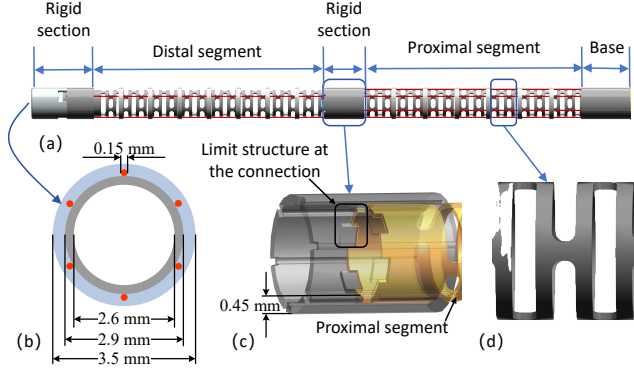 Rigid
section
Distal segment
Rigid
section
Proximal segment
Base
(a)
0.15 mm
Limit structure at
the connection
0.45 mm
Proximal segment
2.6 mm
2.9 mm
3.5 mm
(b)
(c)
(d)